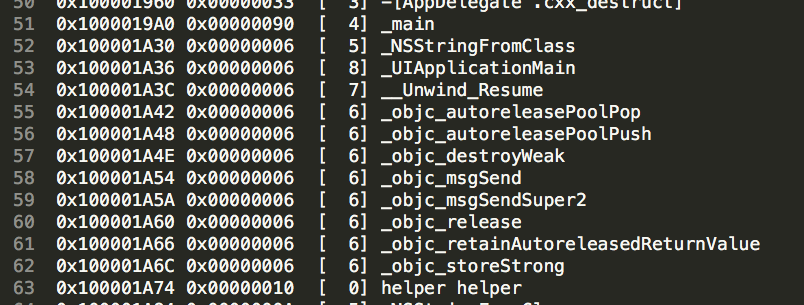 50 0x100001960 0x00000033 [ 3] -[AppDelegate .cxx_destruct]
51 0x1000019A0 0x00000090 [ 4] _main
52 0x100001A30 0x00000006 [ 5] _NSStringFromClass
53 0x100001A36 0x00000006 [ 8] _UIApplicationMain
54 0x100001A3C 0x00000006 [ 7] __Unwind_Resume
55 0x100001A42 0x00000006 [ 6] _objc_autoreleasePoolPop
56 0x100001A48 0x00000006 [ 6] _objc_autoreleasePoolPush
57 0x100001A4E 0x00000006 [ 6] _objc_destroyWeak
58 0x100001A54 0x00000006 [ 6] _objc_msgSend
59 0x100001A5A 0x00000006 [ 6] _objc_msgSendSuper2
60 0x100001A60 0x00000006 [ 6] _objc_release
61 0x100001A66 0x00000006 [ 6] _objc_retainAutoreleasedReturnValue
62 0x100001A6C 0x00000006 [ 6] _objc_storeStrong
63 0x100001A74 0x00000010 [ 0] helper helper